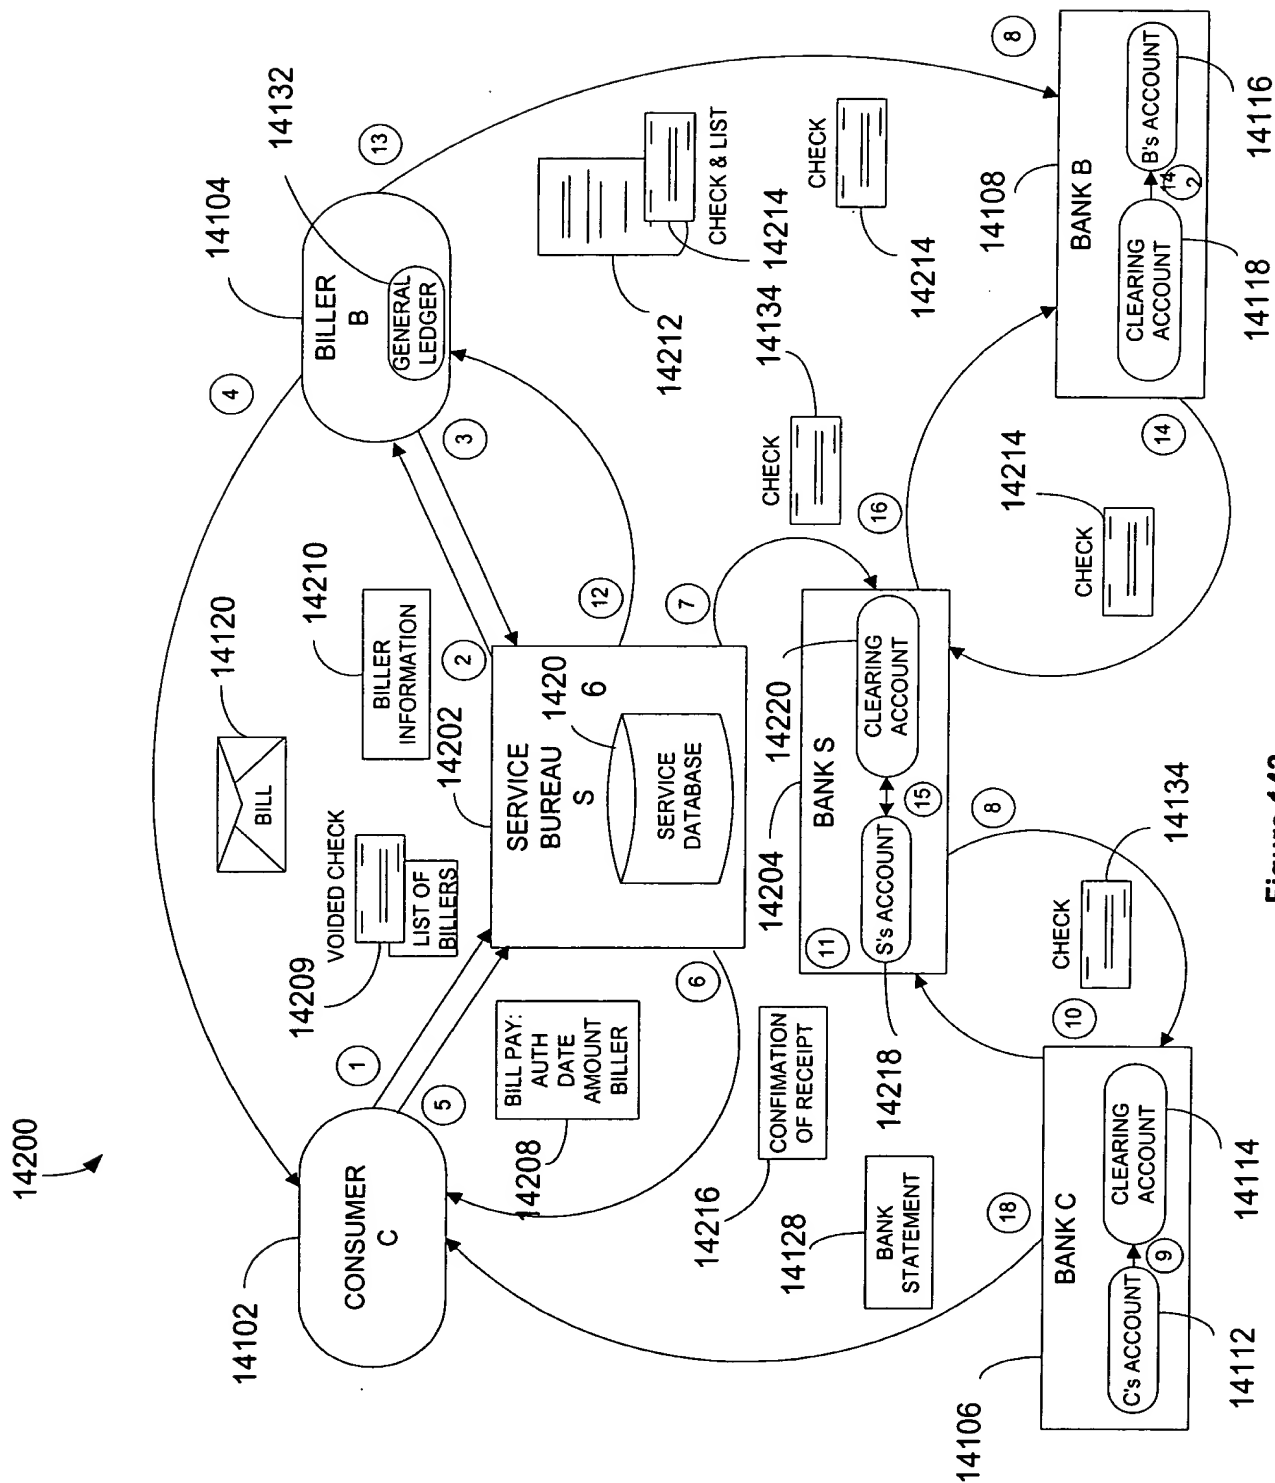 14200
14102
CONSUMER
C
1
5
4
14120
BILL
VOIDED CHECK
LIST OF
BILLERS
14209
BILLER
INFORMATION
14210
2
3
14104
14132
BILLER
B
GENERAL
LEDGER
13
BILL PAY:
AUTH
DATE
AMOUNT
BILLER
14208
14202
SERVICE
BUREAU
S
1420
6
SERVICE
DATABASE
12
6
7
CHECK & LIST
14214
14212
CONFIMATION
OF RECEIPT
14216
CHECK
14134
CHECK
14214
8
BANK
STATEMENT
14128
14218
14204
BANK S
11
S's ACCOUNT
15
CLEARING
ACCOUNT
14220
16
8
10
CHECK
14134
CHECK
14214
14
18
14106
BANK C
C's ACCOUNT
9
CLEARING
ACCOUNT
14112
14114
14108
BANK B
CLEARING
ACCOUNT
14
2
B's ACCOUNT
14118
14116